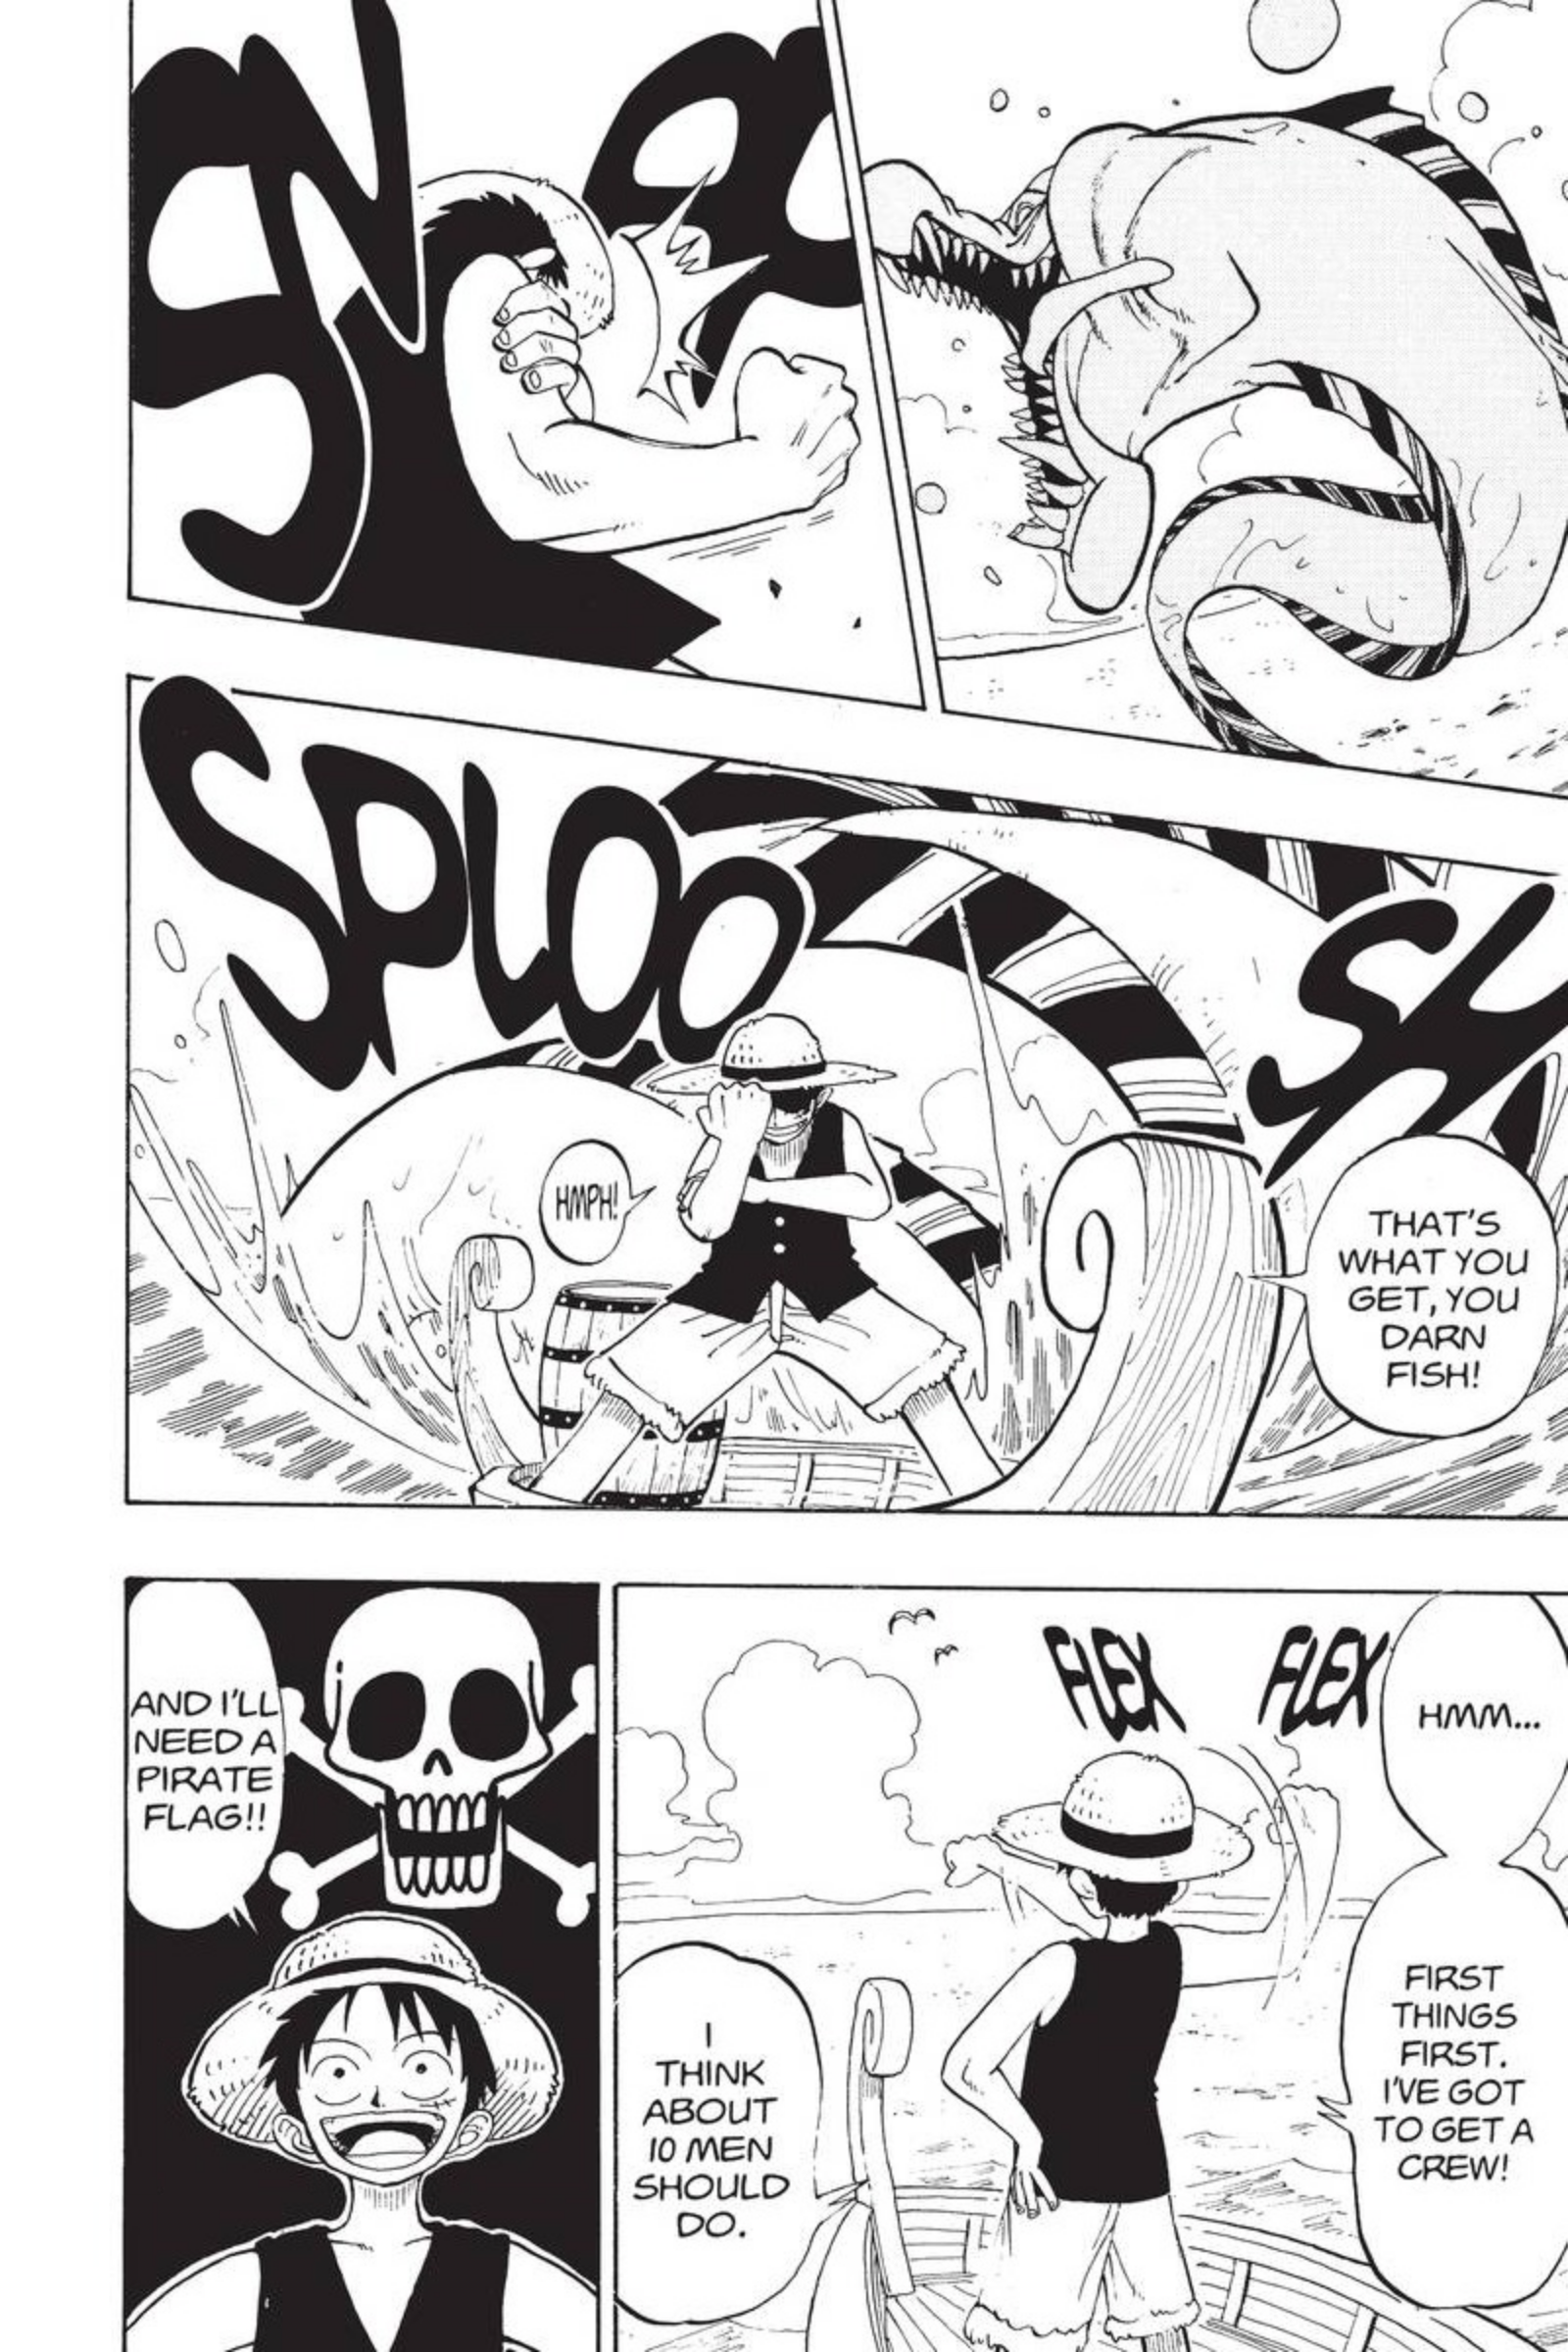 SNAP
SPLOO
SH
THAT'S
WHAT YOU
GET, YOU
DARN
FISH!
HMPH!
HMM...
FLEX
FLEX
FIRST
THINGS
FIRST.
I'VE GOT
TO GET A
CREW!
I
THINK
ABOUT
10 MEN
SHOULD
DO.
AND I'LL
NEED A
PIRATE
FLAG!!